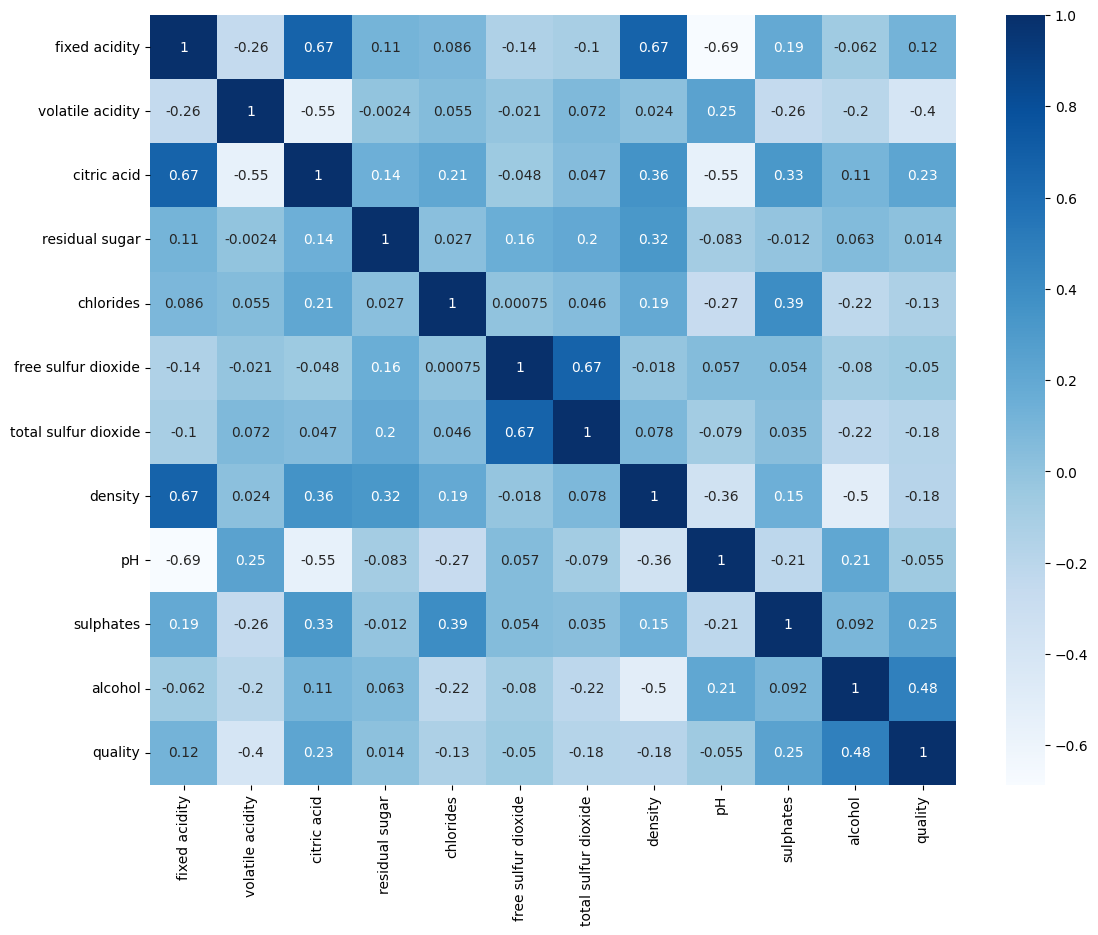 fixed acidity 1 -0.26 0.67 0.11 0.086 -0.14 -0.1 0.67 -0.69 0.19 -0.062 0.12
volatile acidity -0.26 1 -0.55 -0.0024 0.055 -0.021 0.072 0.024 0.25 -0.26 -0.2 -0.4
citric acid 0.67 -0.55 1 0.14 0.21 -0.048 0.047 0.36 -0.55 0.33 0.11 0.23
residual sugar 0.11 -0.0024 0.14 1 0.027 0.16 0.2 0.32 -0.083 -0.012 0.063 0.014
chlorides 0.086 0.055 0.21 0.027 1 0.00075 0.046 0.19 -0.27 0.39 -0.22 -0.13
free sulfur dioxide -0.14 -0.021 -0.048 0.16 0.00075 1 0.67 -0.018 0.057 0.054 -0.08 -0.05
total sulfur dioxide -0.1 0.072 0.047 0.2 0.046 0.67 1 0.078 -0.079 0.035 -0.22 -0.18
density 0.67 0.024 0.36 0.32 0.19 -0.018 0.078 1 -0.36 0.15 -0.5 -0.18
pH -0.69 0.25 -0.55 -0.083 -0.27 0.057 -0.079 -0.36 1 -0.21 0.21 -0.055
sulphates 0.19 -0.26 0.33 -0.012 0.39 0.054 0.035 0.15 -0.21 1 0.092 0.25
alcohol -0.062 -0.2 0.11 0.063 -0.22 -0.08 -0.22 -0.5 0.21 0.092 1 0.48
quality 0.12 -0.4 0.23 0.014 -0.13 -0.05 -0.18 -0.18 -0.055 0.25 0.48 1
fixed acidity
volatile acidity
citric acid
residual sugar
chlorides
free sulfur dioxide
total sulfur dioxide
density
pH
sulphates
alcohol
quality
1.0
0.8
0.6
0.4
0.2
0.0
−0.2
−0.4
−0.6